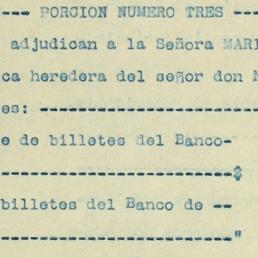 --- PORCION NUMERO TRES ---
adjudican a la Señora MARI
ca heredera del señor don
es: ------------------------
e de billetes del Banco-
-----------------------------$
billetes del Banco de --
-----------------------------"